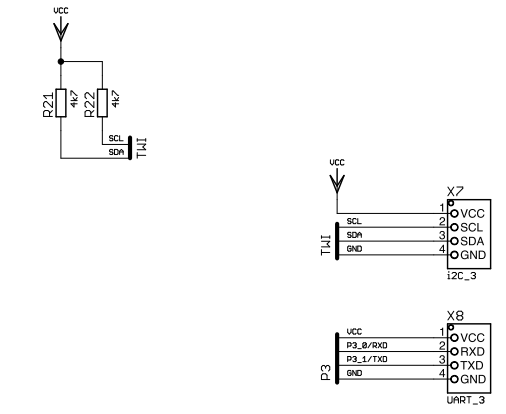 VCC
R21
4k7
R22
4k7
SCL
SDA
TWI
VCC
X7
1 VCC
SCL 2 SCL
SDA 3 SDA
GND 4 GND
TWI
i2C_3
X8
VCC 1 VCC
P3_0/RXD 2 RXD
P3_1/TXD 3 TXD
GND 4 GND
P3
UART_3